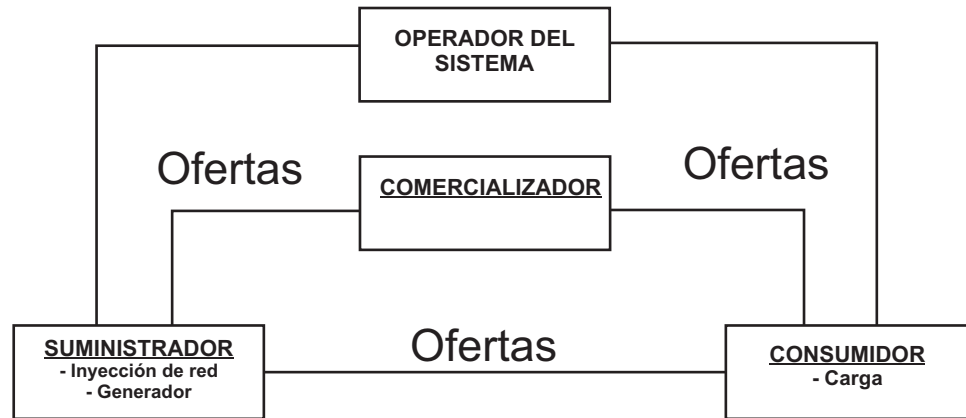 OPERADOR DEL
SISTEMA
Ofertas
Ofertas
COMERCIALIZADOR
SUMINISTRADOR
- Inyección de red
- Generador
Ofertas
CONSUMIDOR
- Carga